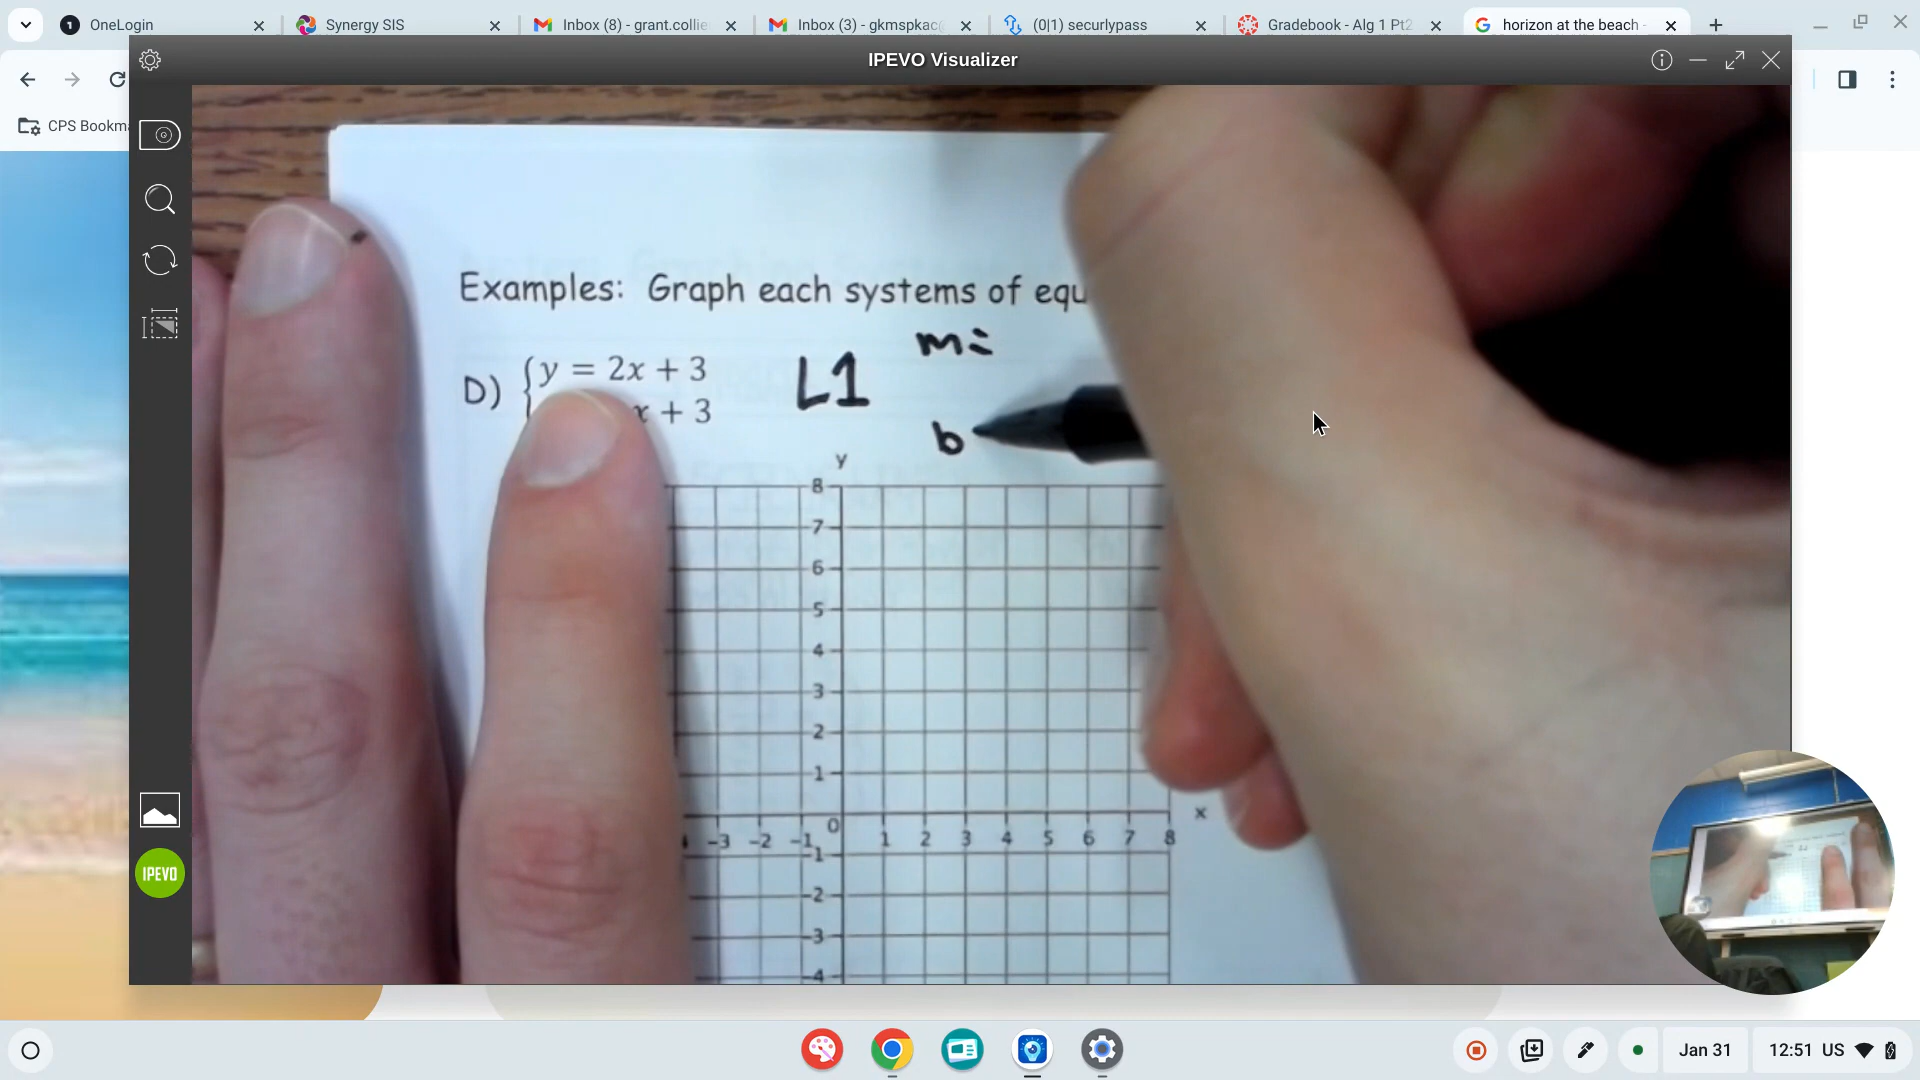 OneLogin
Synergy SIS
Inbox (8) - grant.collie
Inbox (3) - gkmspkac
(0|1) securlypass
Gradebook - Alg 1 Pt2
horizon at the beach -
IPEVO Visualizer
CPS Bookma
Examples: Graph each systems of equ
D) { y = 2x + 3
x + 3
L1
m=
b
y
8
7
6
5
4
3
2
1
0
-3 -2 -1 1 2 3 4 5 6 7 8
x
-1
-2
-3
-4
IPEVO
Jan 31
12:51 US